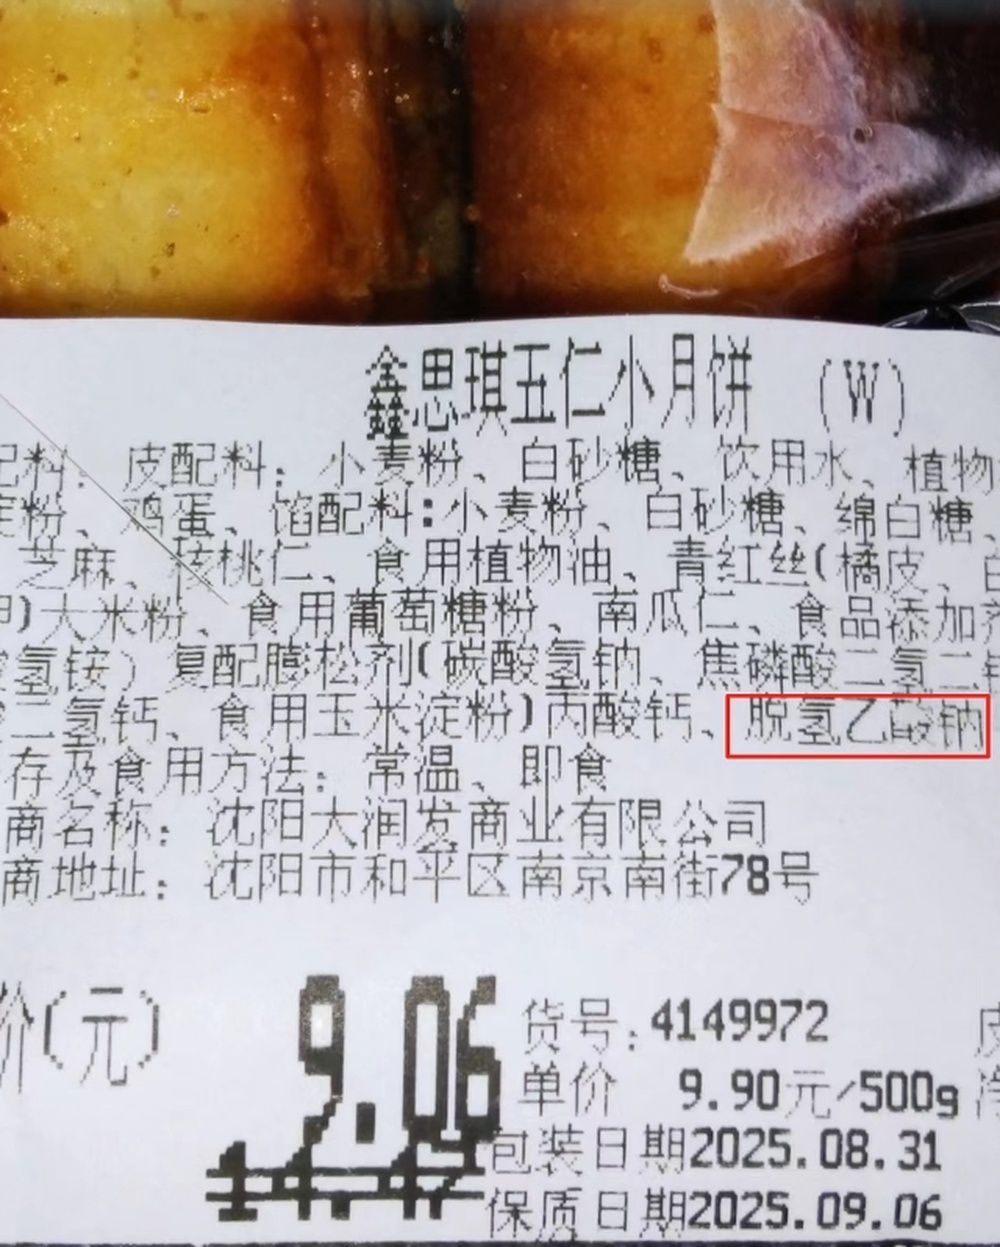 鑫思琪五仁小月饼 (W)
配料: 皮配料: 小麦粉、白砂糖、饮用水、植物
淀粉、鸡蛋、馅配料:小麦粉、白砂糖、绵白糖、
芝麻、核桃仁、食用植物油、青红丝(橘皮、白
)大米粉、食用葡萄糖粉、南瓜仁、食品添加剂
氢铵)复配膨松剂(碳酸氢钠、焦磷酸二氢二钠
二氢钙、食用玉米淀粉)丙酸钙、脱氢乙酸钠
存及食用方法: 常温、即食
商名称: 沈阳大润发商业有限公司
商地址: 沈阳市和平区南京南街78号
价(元)
9.06
货号:4149972
单价 9.90元/500g
包装日期2025.08.31
保质日期2025.09.06